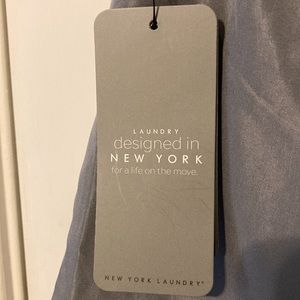 LAUNDRY
designed in
NEW YORK
for a life on the move.
NEW YORK LAUNDRY®